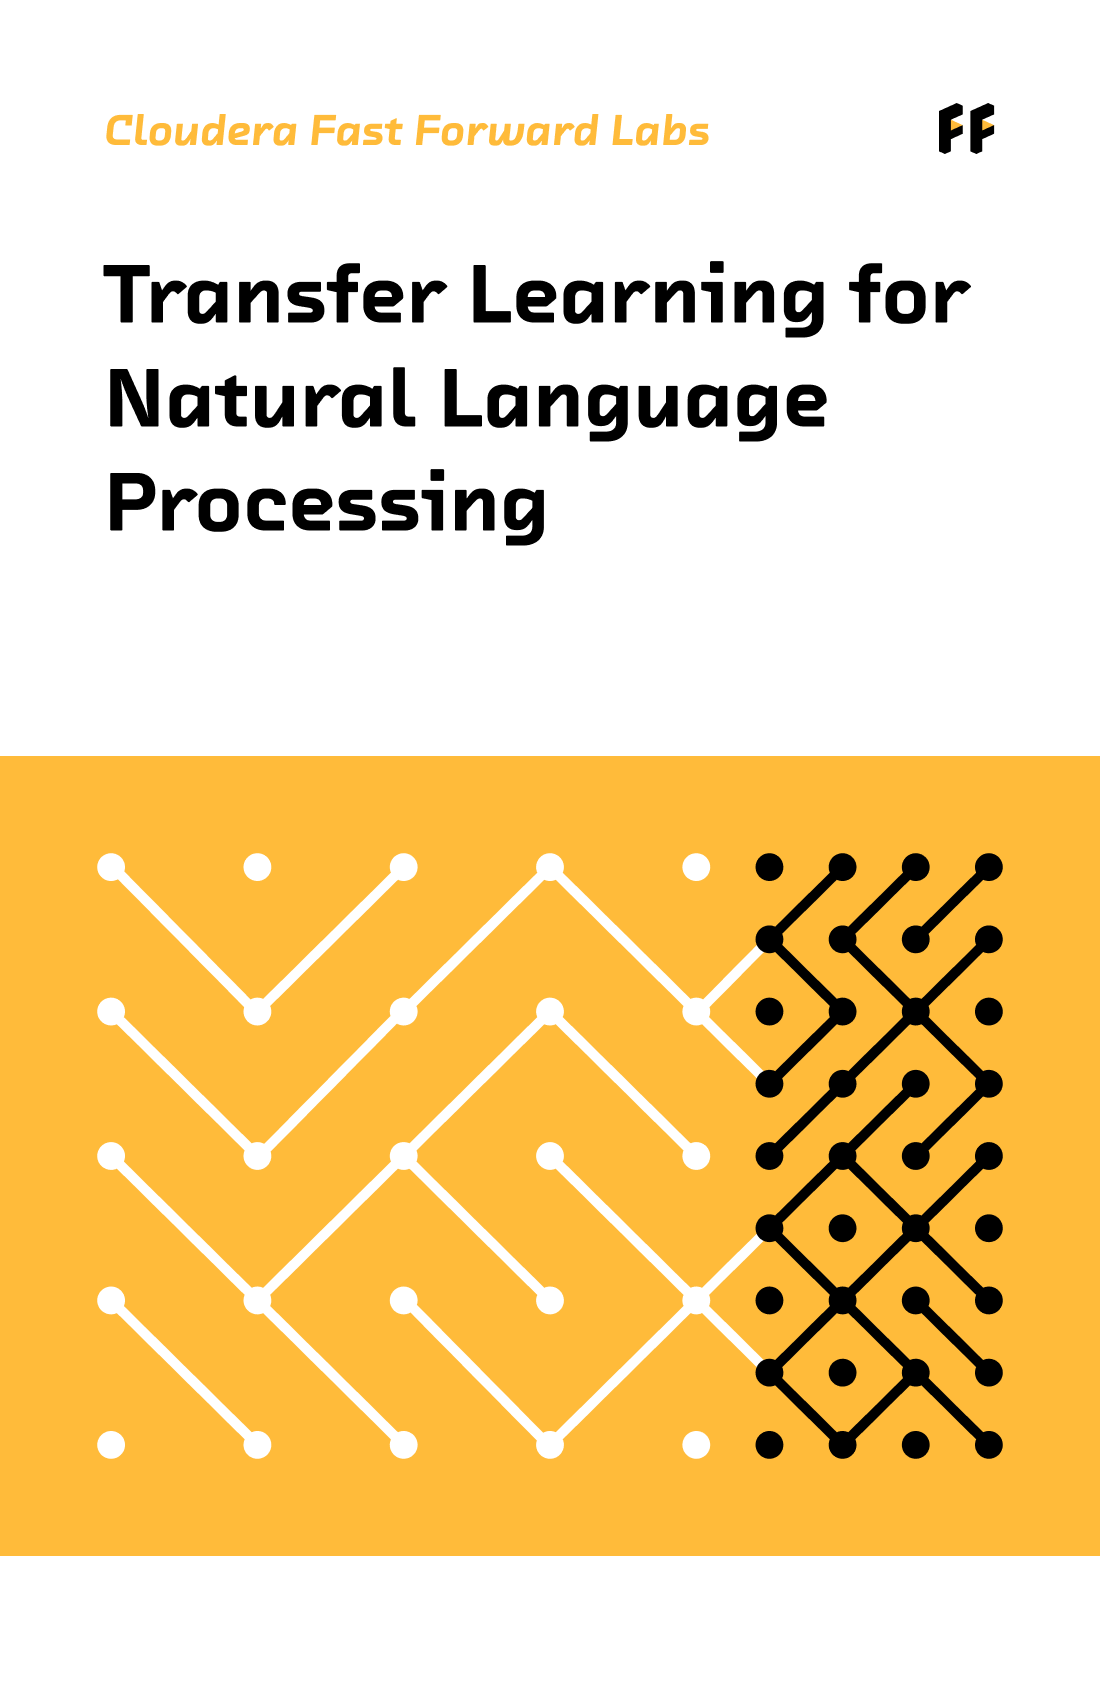 Cloudera Fast Forward Labs
FF
Transfer Learning for
Natural Language
Processing